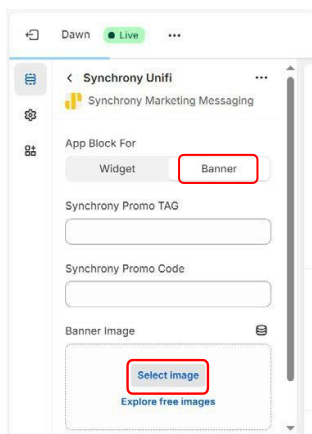 Dawn Live ...
Synchrony Unifi ...
Synchrony Marketing Messaging
App Block For
Widget Banner
Synchrony Promo TAG
Synchrony Promo Code
Banner Image
Select image
Explore free images